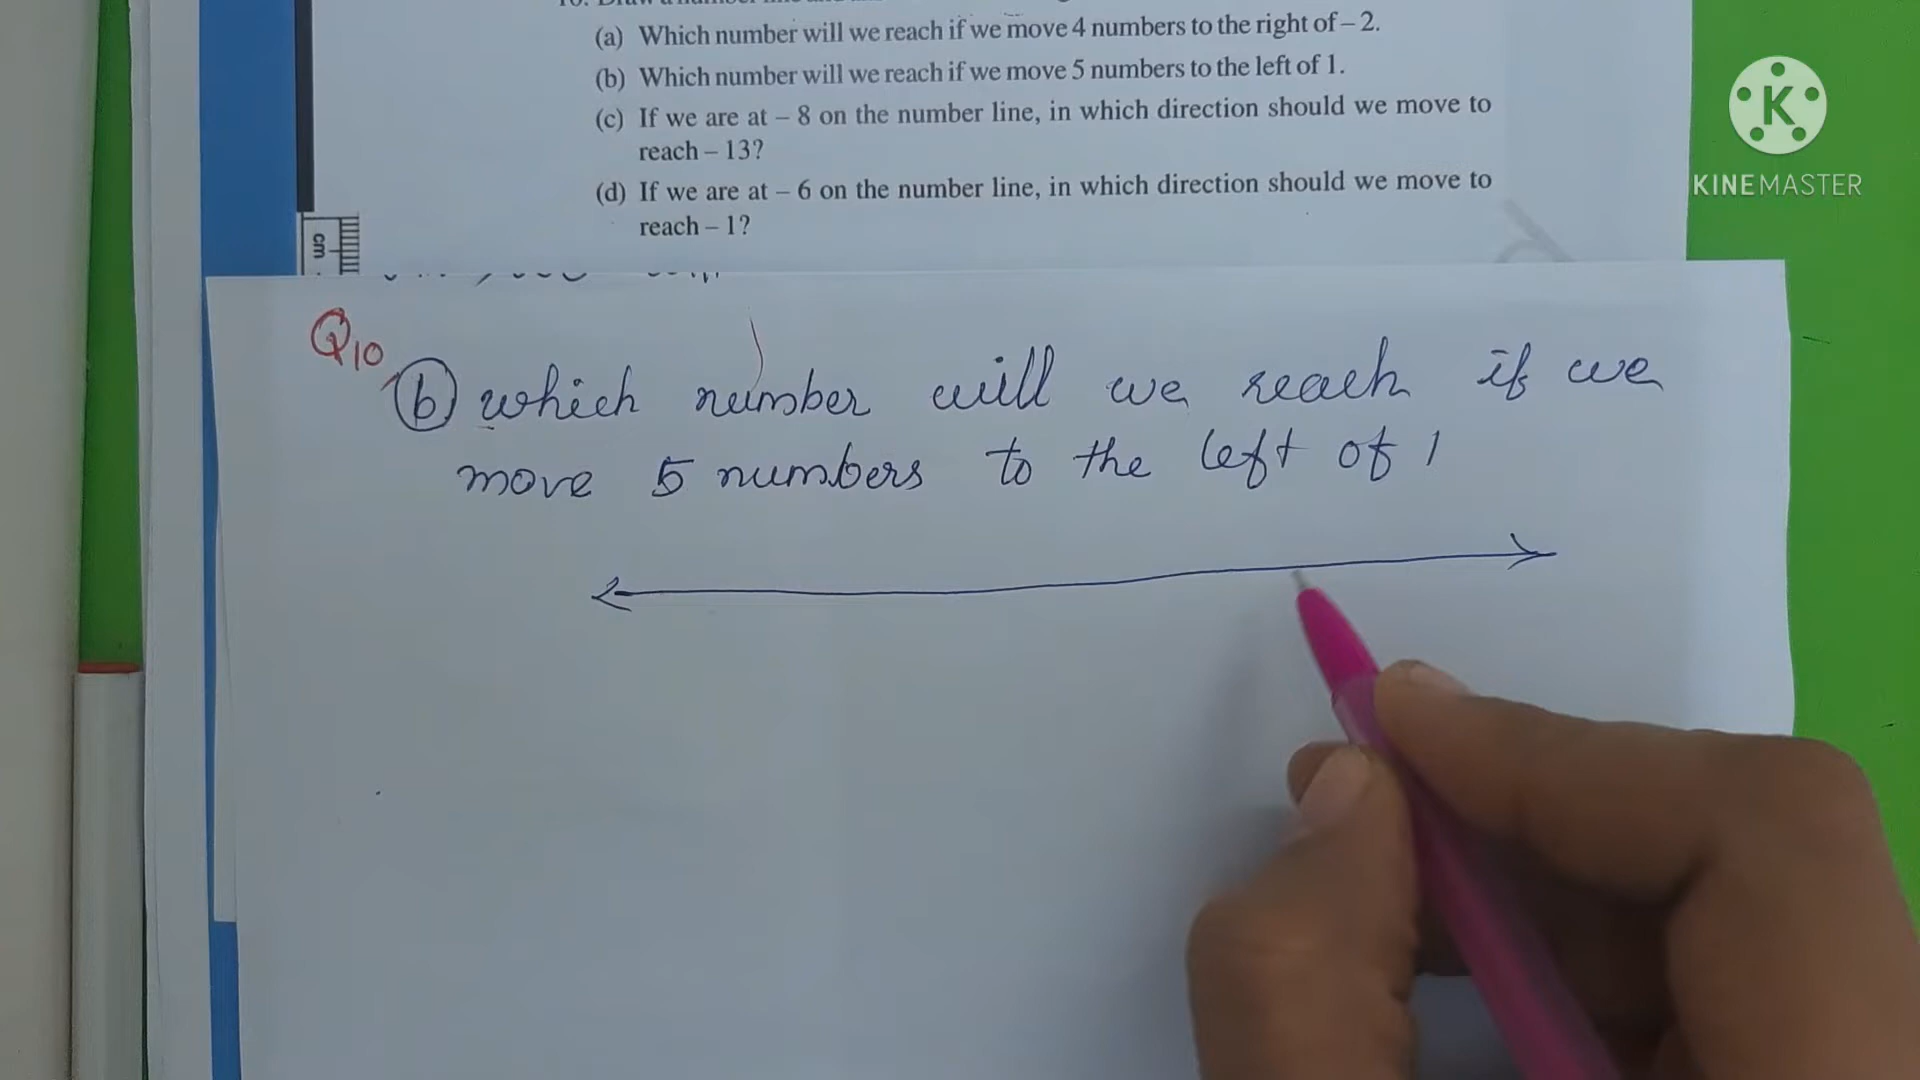 (a) Which number will we reach if we move 4 numbers to the right of – 2.
(b) Which number will we reach if we move 5 numbers to the left of 1.
(c) If we are at – 8 on the number line, in which direction should we move to
reach – 13?
(d) If we are at – 6 on the number line, in which direction should we move to
reach – 1?
K
KINEMASTER
cm
Q10
(b) which number will we reach if we
move 5 numbers to the left of 1